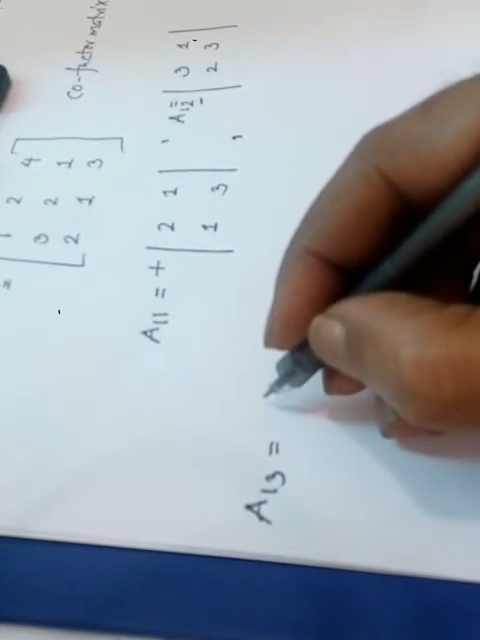 = [ 1 2 4
3 2 1
2 1 3 ]
Co-factor matrix
A11 = + | 2 1
1 3 | , A12 = - | 3 1
2 3 | ,
A13 =